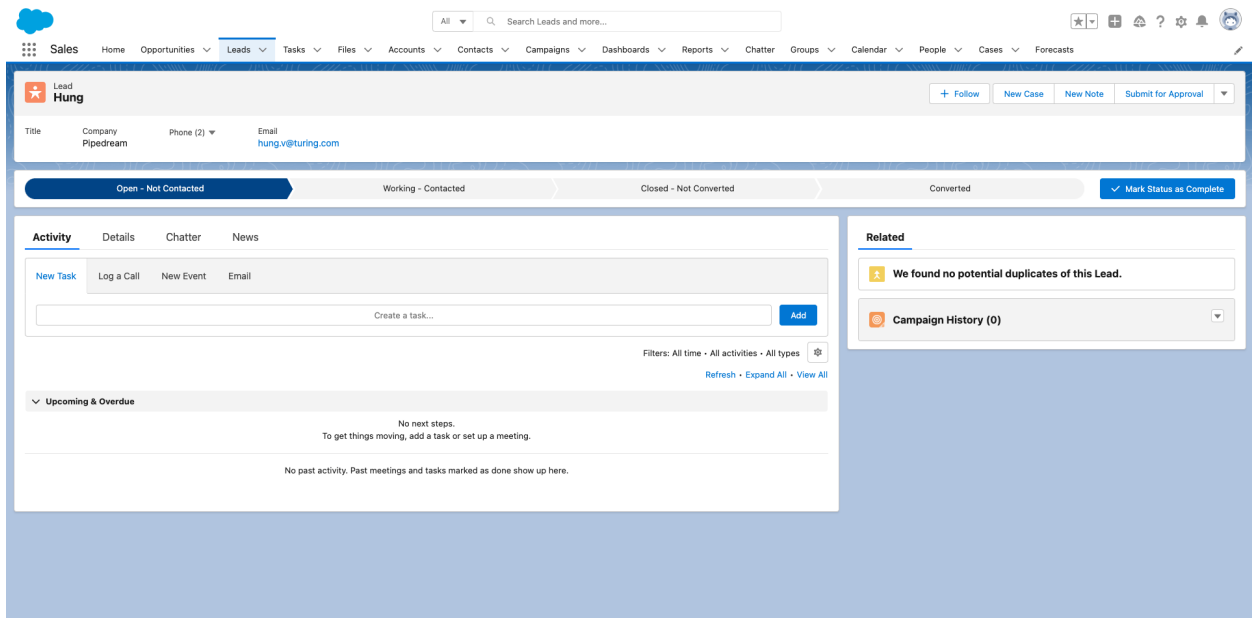 All
Search Leads and more...
Sales Home Opportunities Leads Tasks Files Accounts Contacts Campaigns Dashboards Reports Chatter Groups Calendar People Cases Forecasts
Lead
Hung
+ Follow New Case New Note Submit for Approval
Title Company Phone (2) Email
Pipedream hung.v@turing.com
Open - Not Contacted Working - Contacted Closed - Not Converted Converted Mark Status as Complete
Activity Details Chatter News
New Task Log a Call New Event Email
Create a task... Add
Filters: All time • All activities • All types
Refresh • Expand All • View All
Upcoming & Overdue
No next steps.
To get things moving, add a task or set up a meeting.
No past activity. Past meetings and tasks marked as done show up here.
Related
We found no potential duplicates of this Lead.
Campaign History (0)